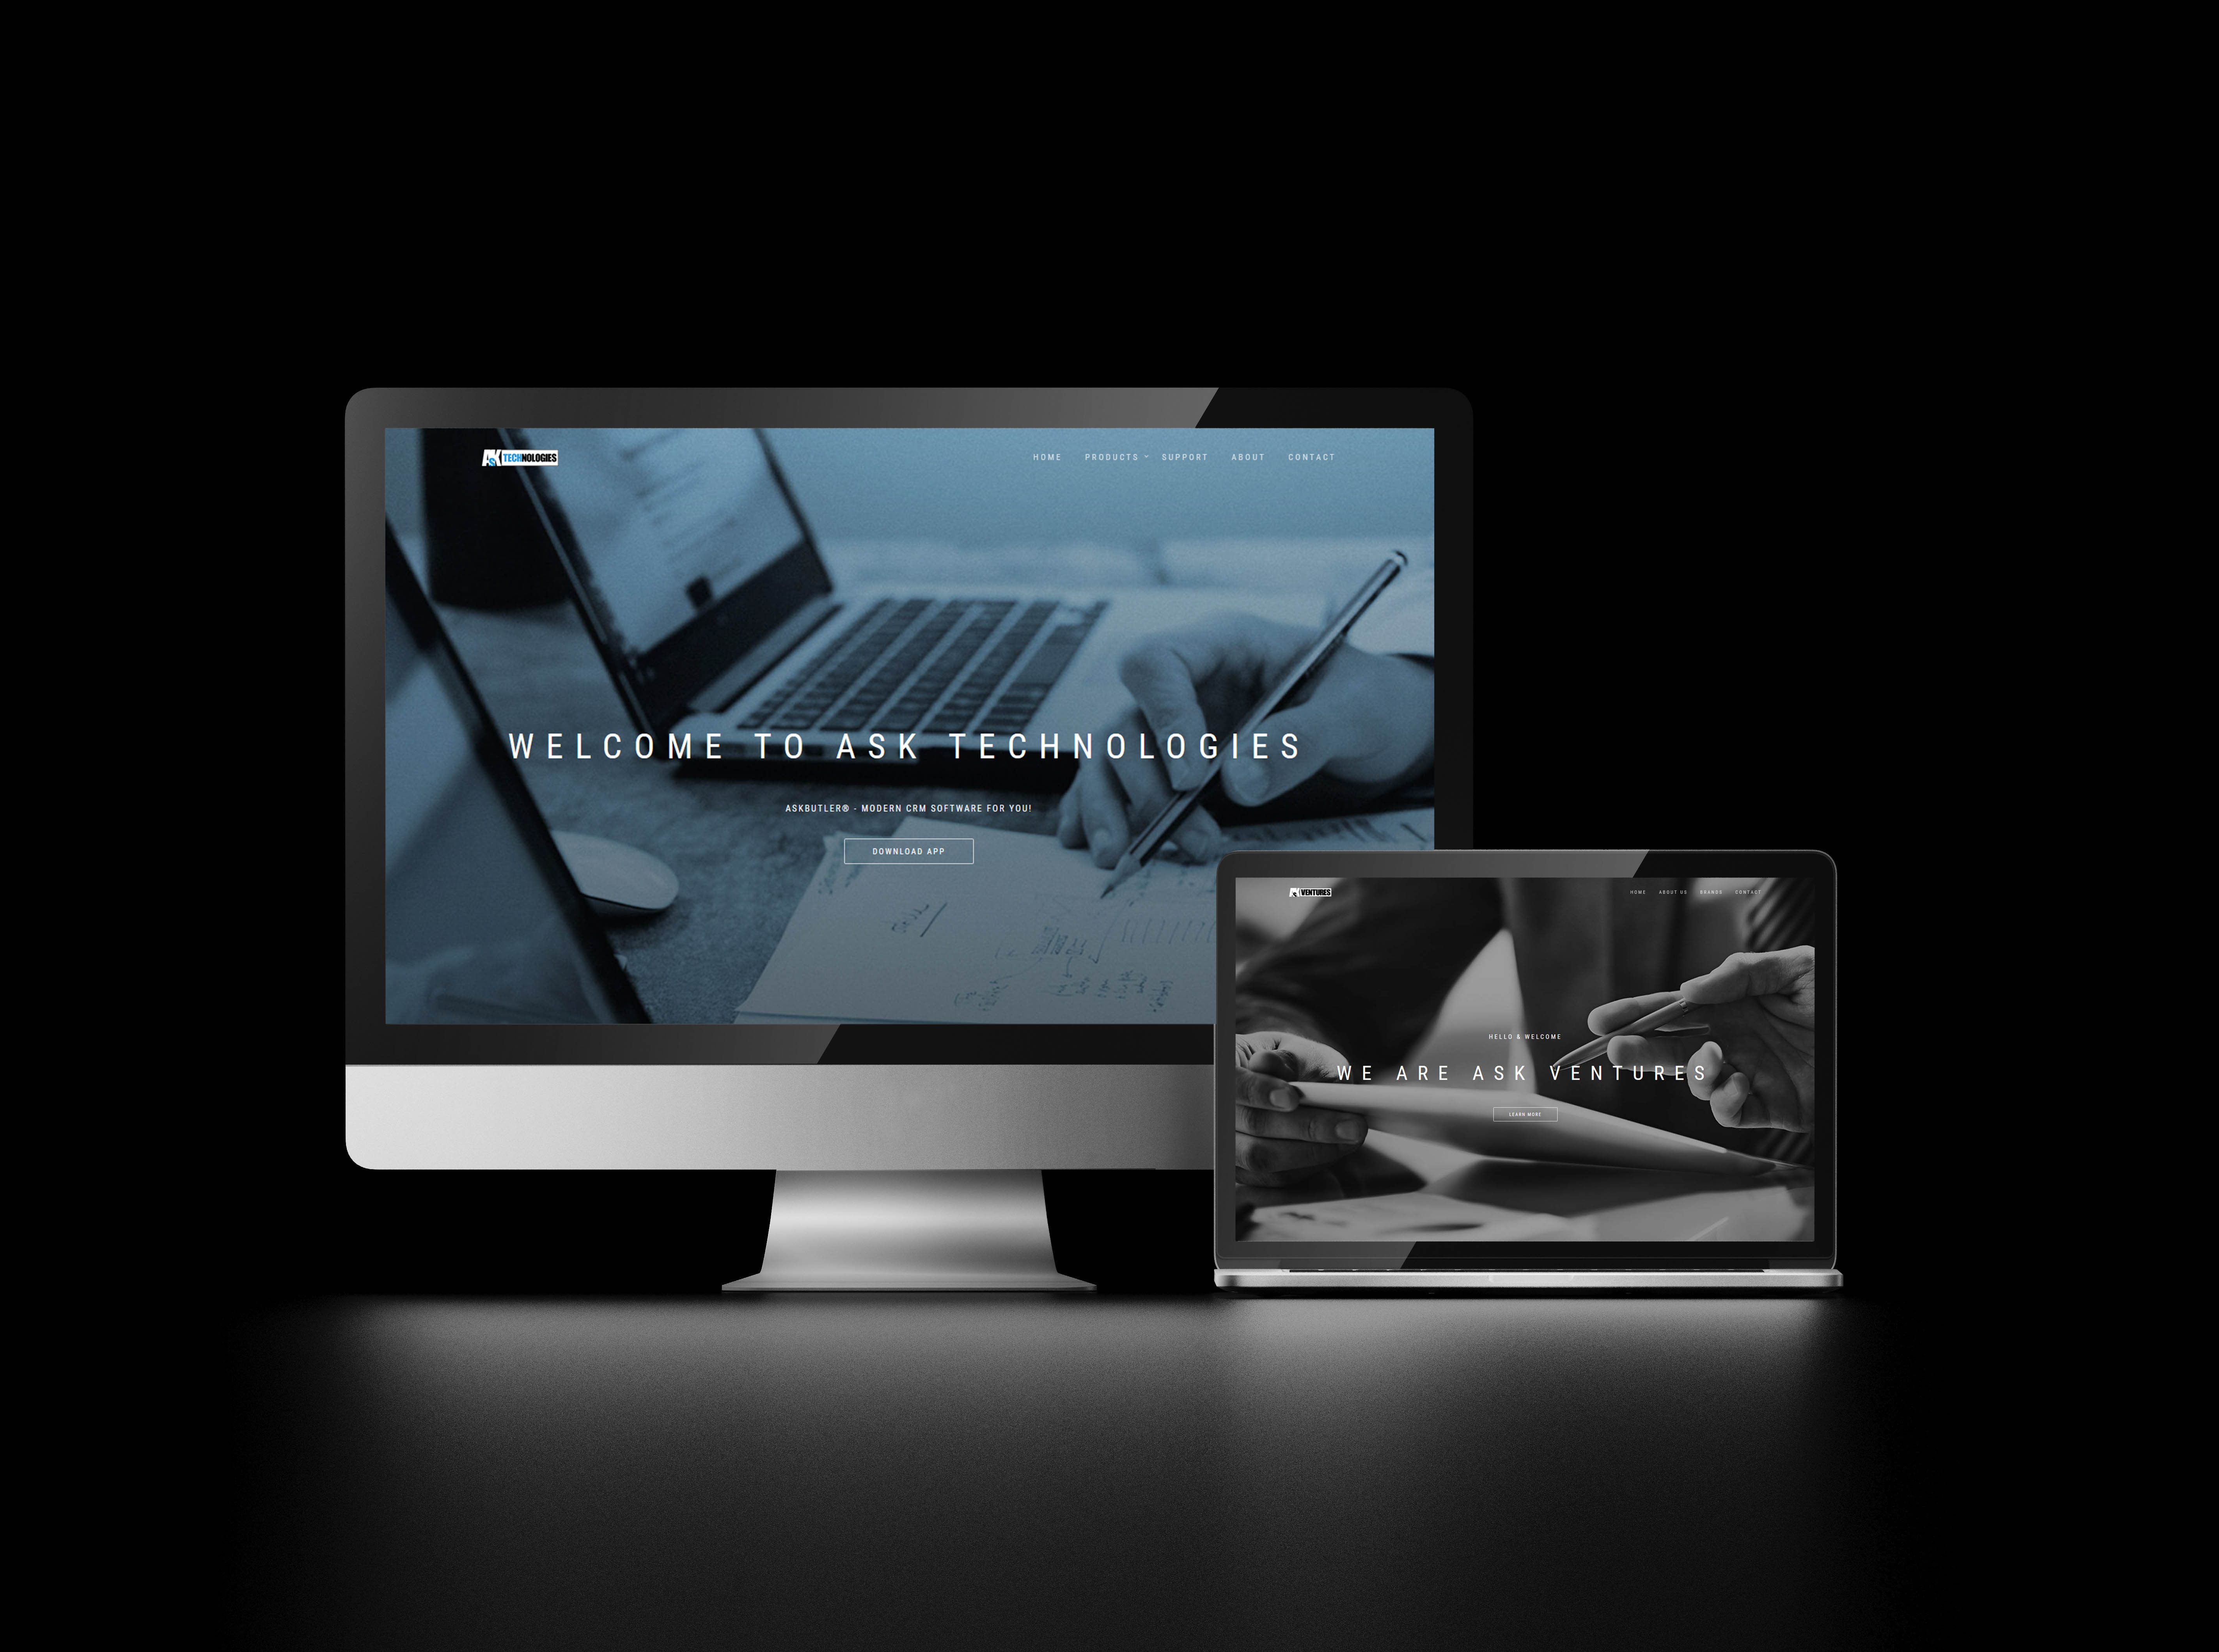 ASK TECHNOLOGIES
HOME PRODUCTS SUPPORT ABOUT CONTACT
WELCOME TO ASK TECHNOLOGIES
ASKBUTLER® - MODERN CRM SOFTWARE FOR YOU!
DOWNLOAD APP
ASK VENTURES
HOME ABOUT US BRANDS CONTACT
HELLO & WELCOME
WE ARE ASK VENTURES
LEARN MORE